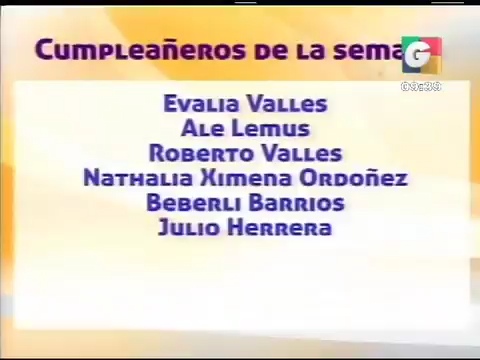 Cumpleañeros de la sema
G
09:39
Evalia Valles
Ale Lemus
Roberto Valles
Nathalia Ximena Ordoñez
Beberli Barrios
Julio Herrera